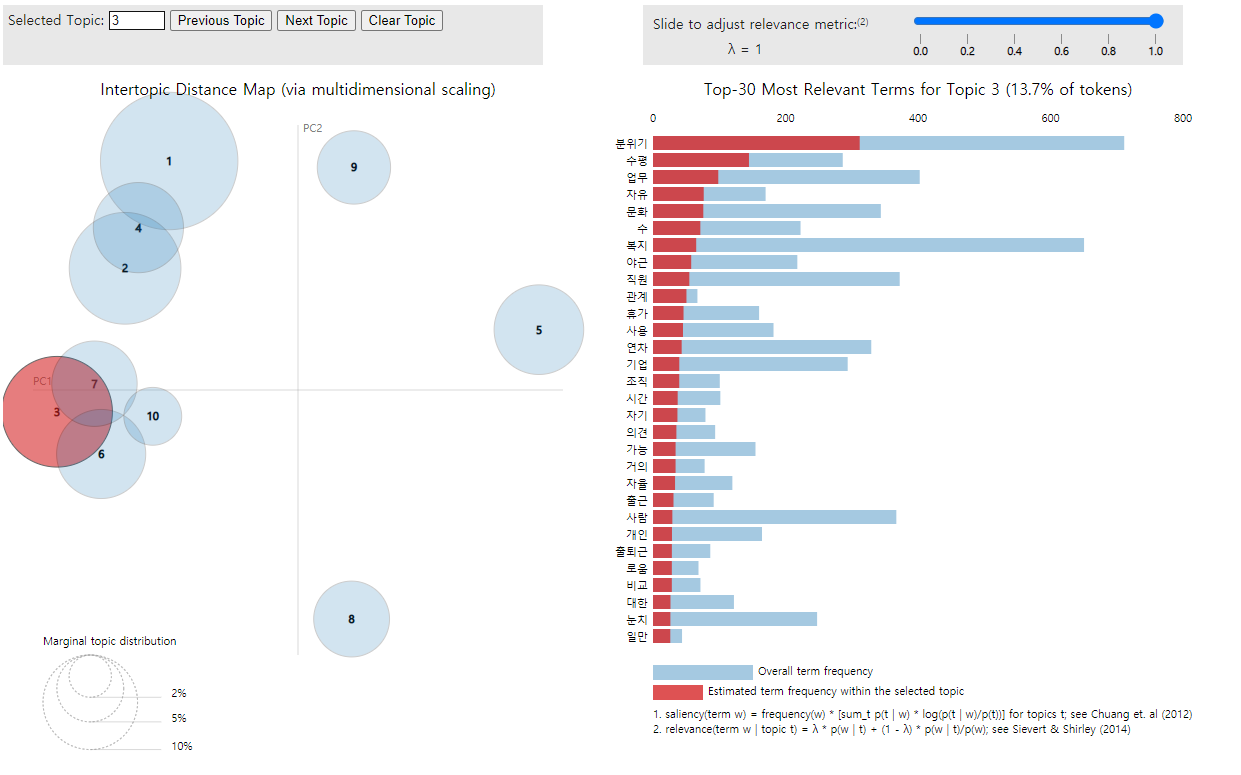 Selected Topic: 3 Previous Topic Next Topic Clear Topic
Slide to adjust relevance metric:(2)
λ = 1
0.0 0.2 0.4 0.6 0.8 1.0
Intertopic Distance Map (via multidimensional scaling)
PC2
PC1
1
9
4
2
5
7
3
10
6
8
Marginal topic distribution
2%
5%
10%
Top-30 Most Relevant Terms for Topic 3 (13.7% of tokens)
0 200 400 600 800
분위기
수평
업무
자유
문화
수
복지
야근
직원
관계
휴가
사용
연차
기업
조직
시간
자기
의견
가능
거의
자율
출근
사람
개인
출퇴근
로움
비교
대한
눈치
일만
Overall term frequency
Estimated term frequency within the selected topic
1. saliency(term w) = frequency(w) * [sum_t p(t | w) * log(p(t | w)/p(t))] for topics t; see Chuang et. al (2012)
2. relevance(term w | topic t) = λ * p(w | t) + (1 - λ) * p(w | t)/p(w); see Sievert & Shirley (2014)